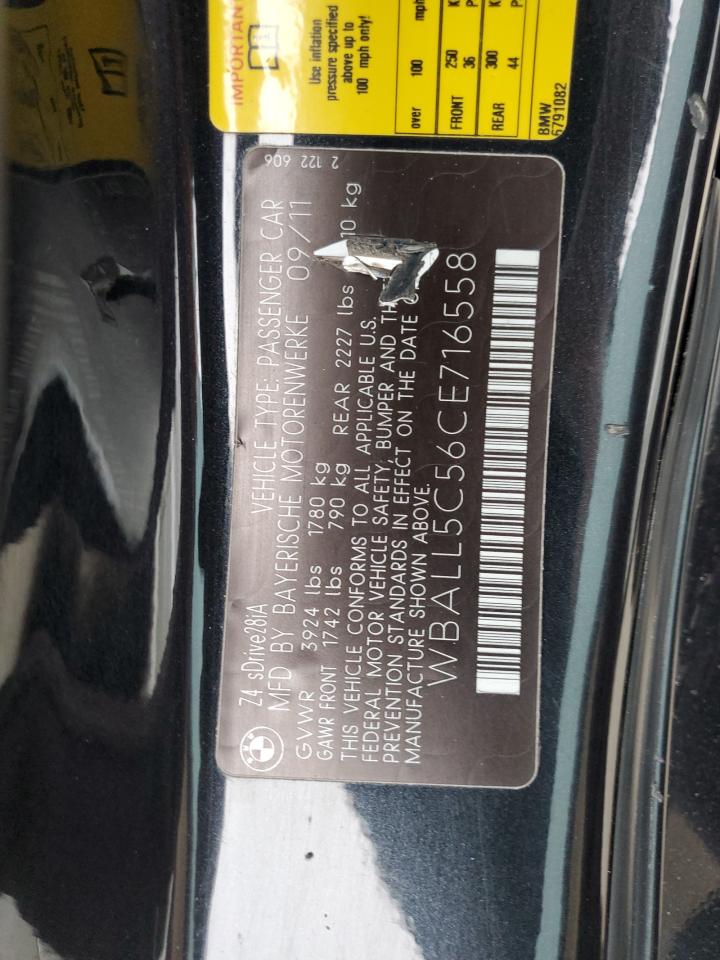 IMPORTANT
Use inflation
pressure specified
above up to
100 mph only!
over 100 mph
FRONT 250 K
36 P
REAR 300 K
44 P
BMW
6791082
Z4 sDrive28iA VEHICLE TYPE: PASSENGER CAR 2 122 606
MFD BY BAYERISCHE MOTORENWERKE 09/11
GVWR 3924 lbs 1780 kg
GAWR FRONT 1742 lbs 790 kg REAR 2227 lbs 10 kg
THIS VEHICLE CONFORMS TO ALL APPLICABLE U.S.
FEDERAL MOTOR VEHICLE SAFETY, BUMPER AND TH
PREVENTION STANDARDS IN EFFECT ON THE DATE O
MANUFACTURE SHOWN ABOVE.
WBALL5C56CE716558